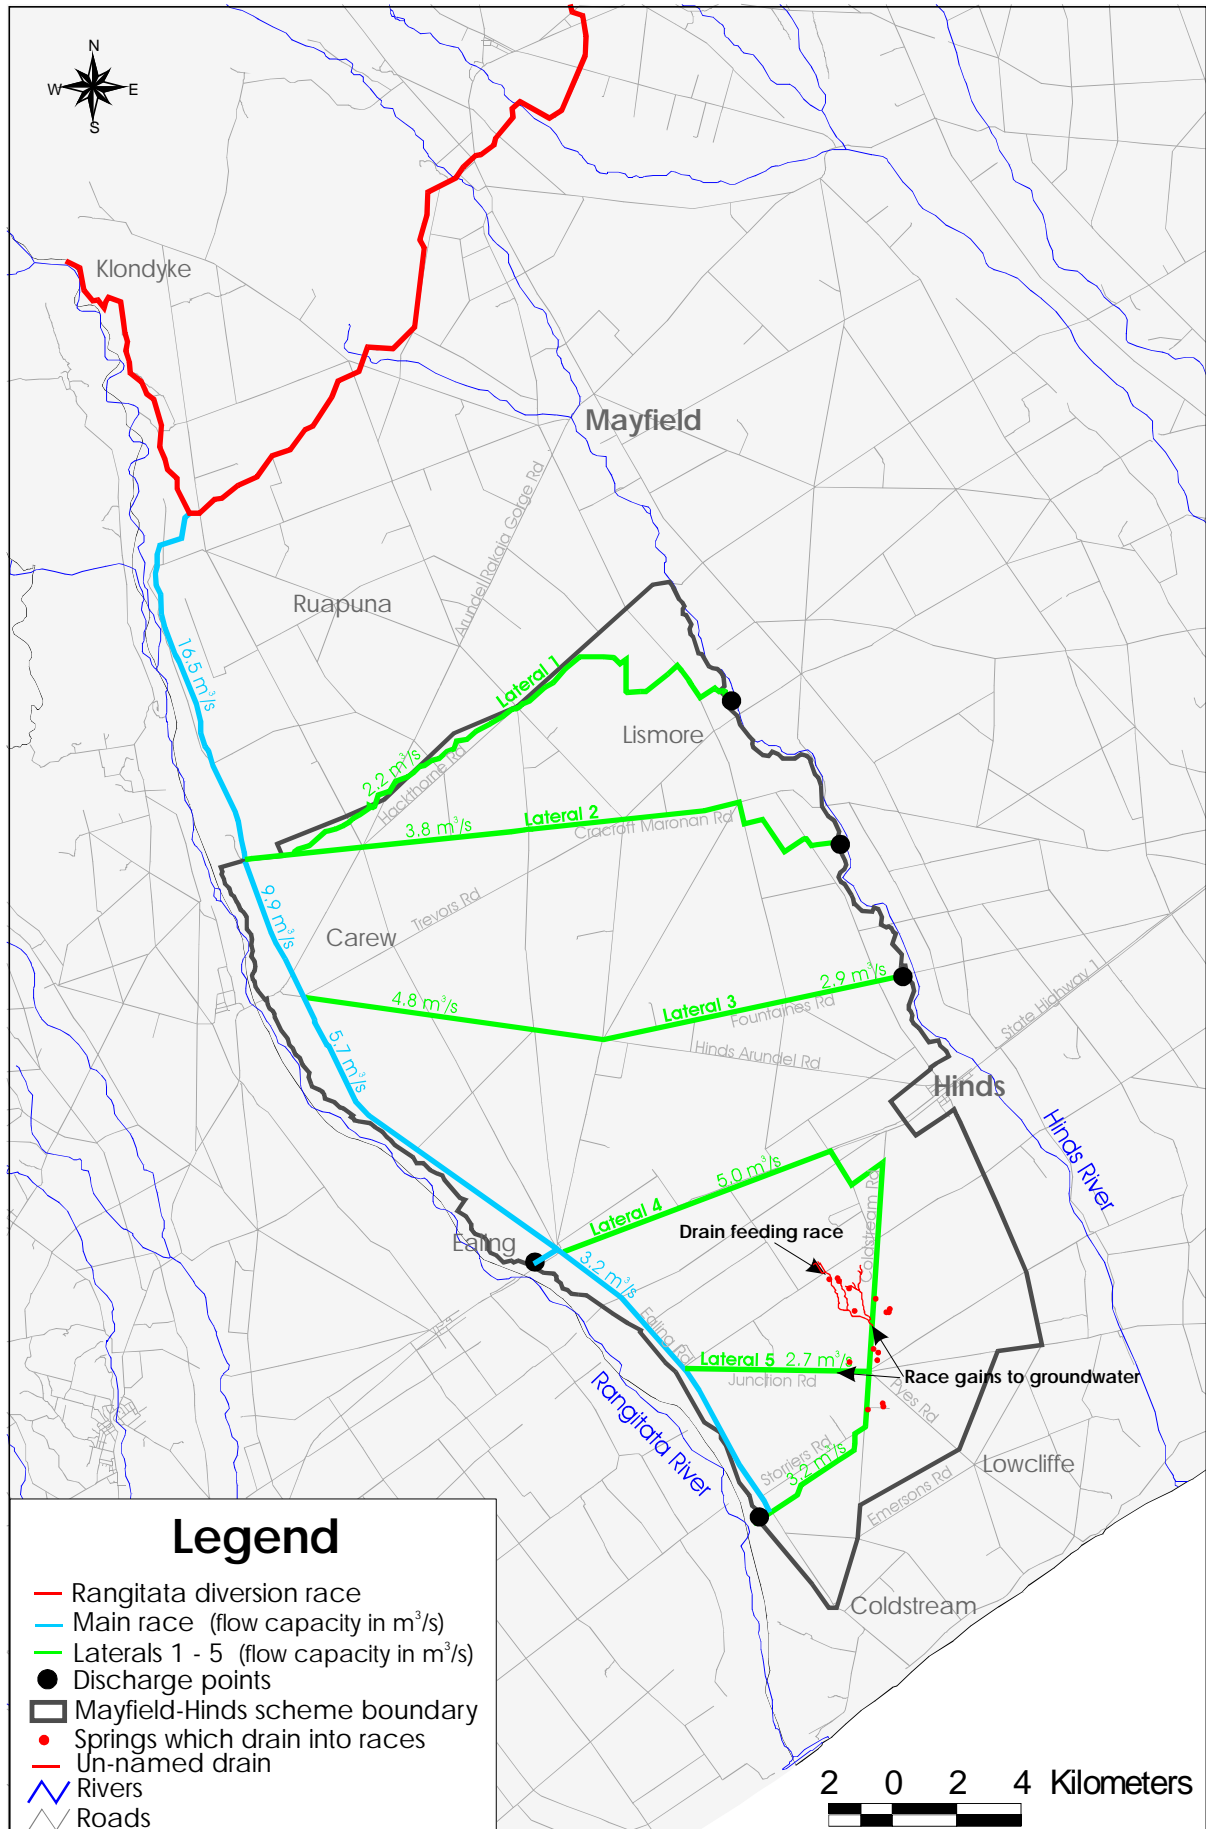 N
W E
S
Klondyke
Mayfield
Arundel Rakaia Gorge Rd
Ruapuna
16.5 m³/s
Lateral 1
Lismore
2.2 m³/s
Hackthorne Rd
Lateral 2
3.8 m³/s
Cracroft Maronan Rd
9.9 m³/s
Trevors Rd
Carew
2.9 m³/s
4.8 m³/s
Lateral 3
Fountaines Rd
State Highway 1
5.7 m³/s
Hinds Arundel Rd
Hinds
Hinds River
5.0 m³/s
Lateral 4
Coldstream Rd
Drain feeding race
Ealing
3.2 m³/s
Ealing Rd
Lateral 5 2.7 m³/s
Junction Rd
Race gains to groundwater
Pyes Rd
Rangitata River
Storriers Rd
3.2 m³/s
Lowcliffe
Emersons Rd
Coldstream
Legend
Rangitata diversion race
Main race (flow capacity in m³/s)
Laterals 1 - 5 (flow capacity in m³/s)
Discharge points
Mayfield-Hinds scheme boundary
Springs which drain into races
Un-named drain
Rivers
Roads
2 0 2 4 Kilometers